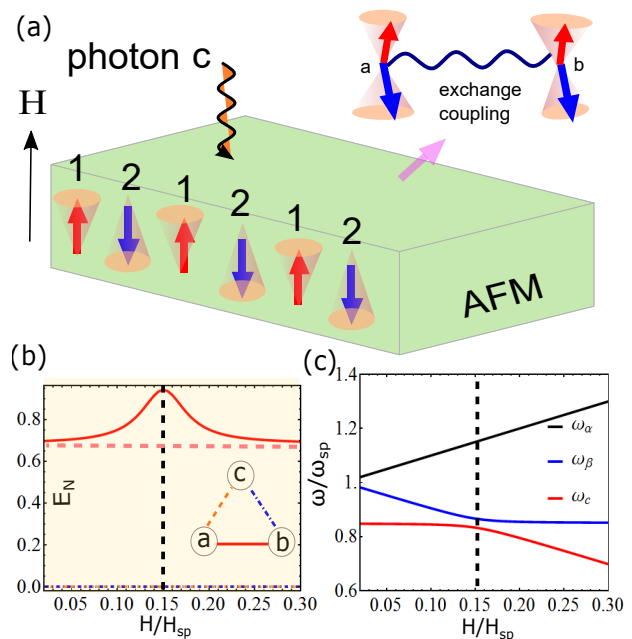 (a)
photon c
H
a
b
exchange
coupling
1 2 1 2 1 2
AFM
(b)
E_N
0.8
0.6
0.4
0.2
0.0
c
a
b
0.05 0.10 0.15 0.20 0.25 0.30
H/H_sp
(c)
ω/ω_sp
1.4
1.2
1
0.8
0.6
ω_α
ω_β
ω_c
0.05 0.10 0.15 0.20 0.25 0.30
H/H_sp